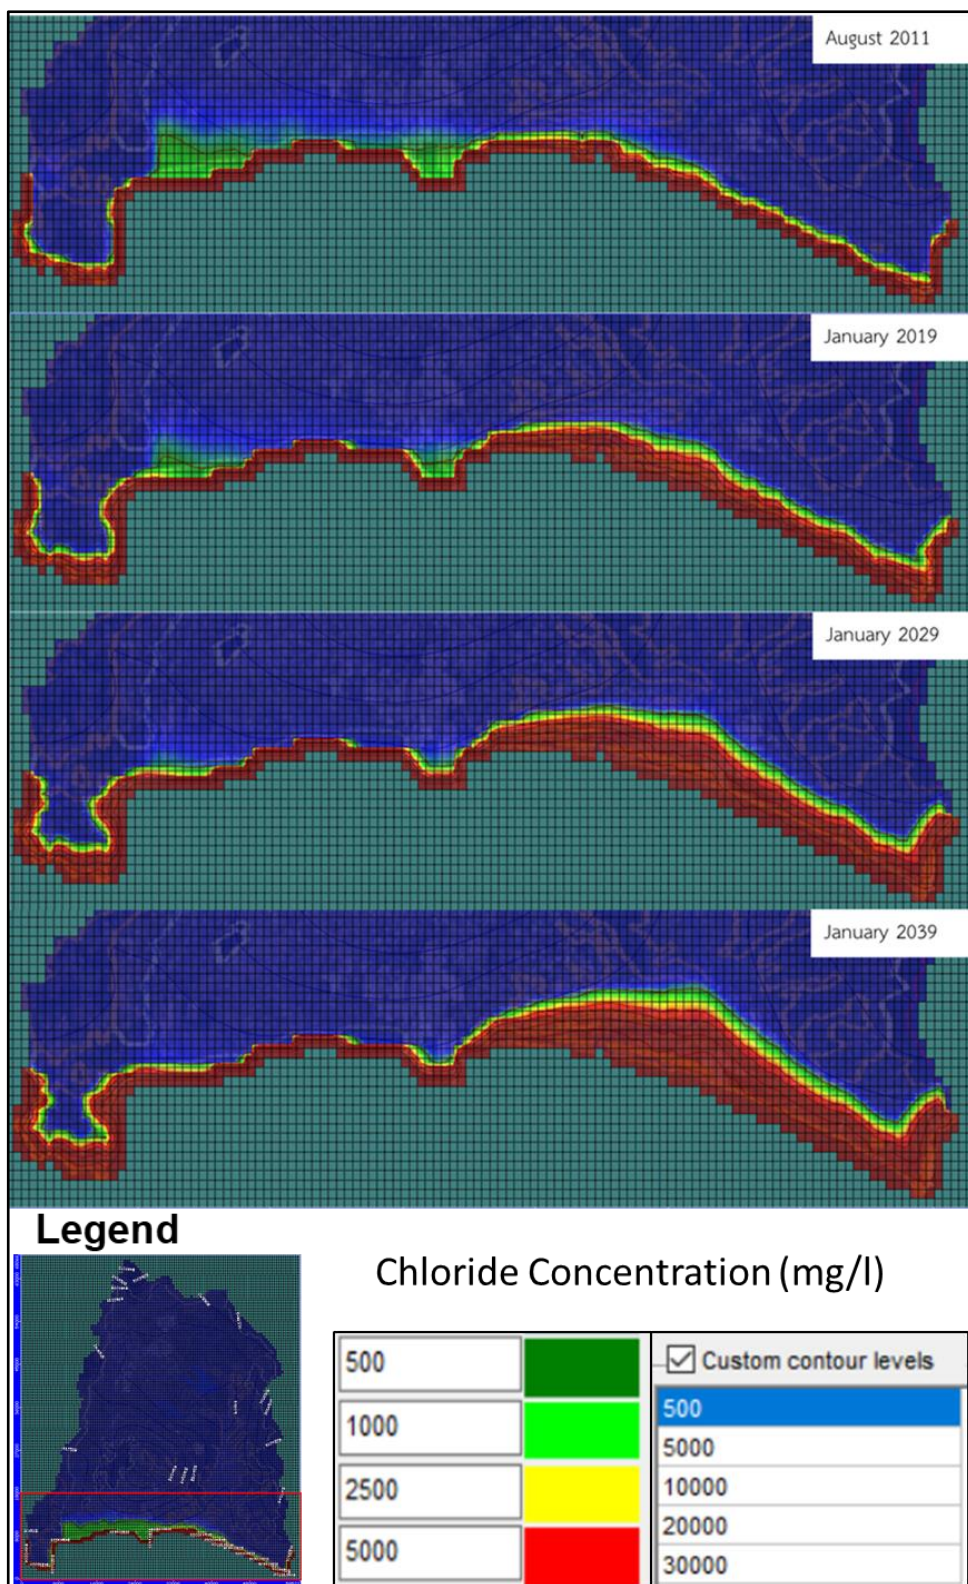 August 2011
January 2019
January 2029
January 2039
Legend
Chloride Concentration (mg/l)
500
1000
2500
5000
Custom contour levels
500
5000
10000
20000
30000